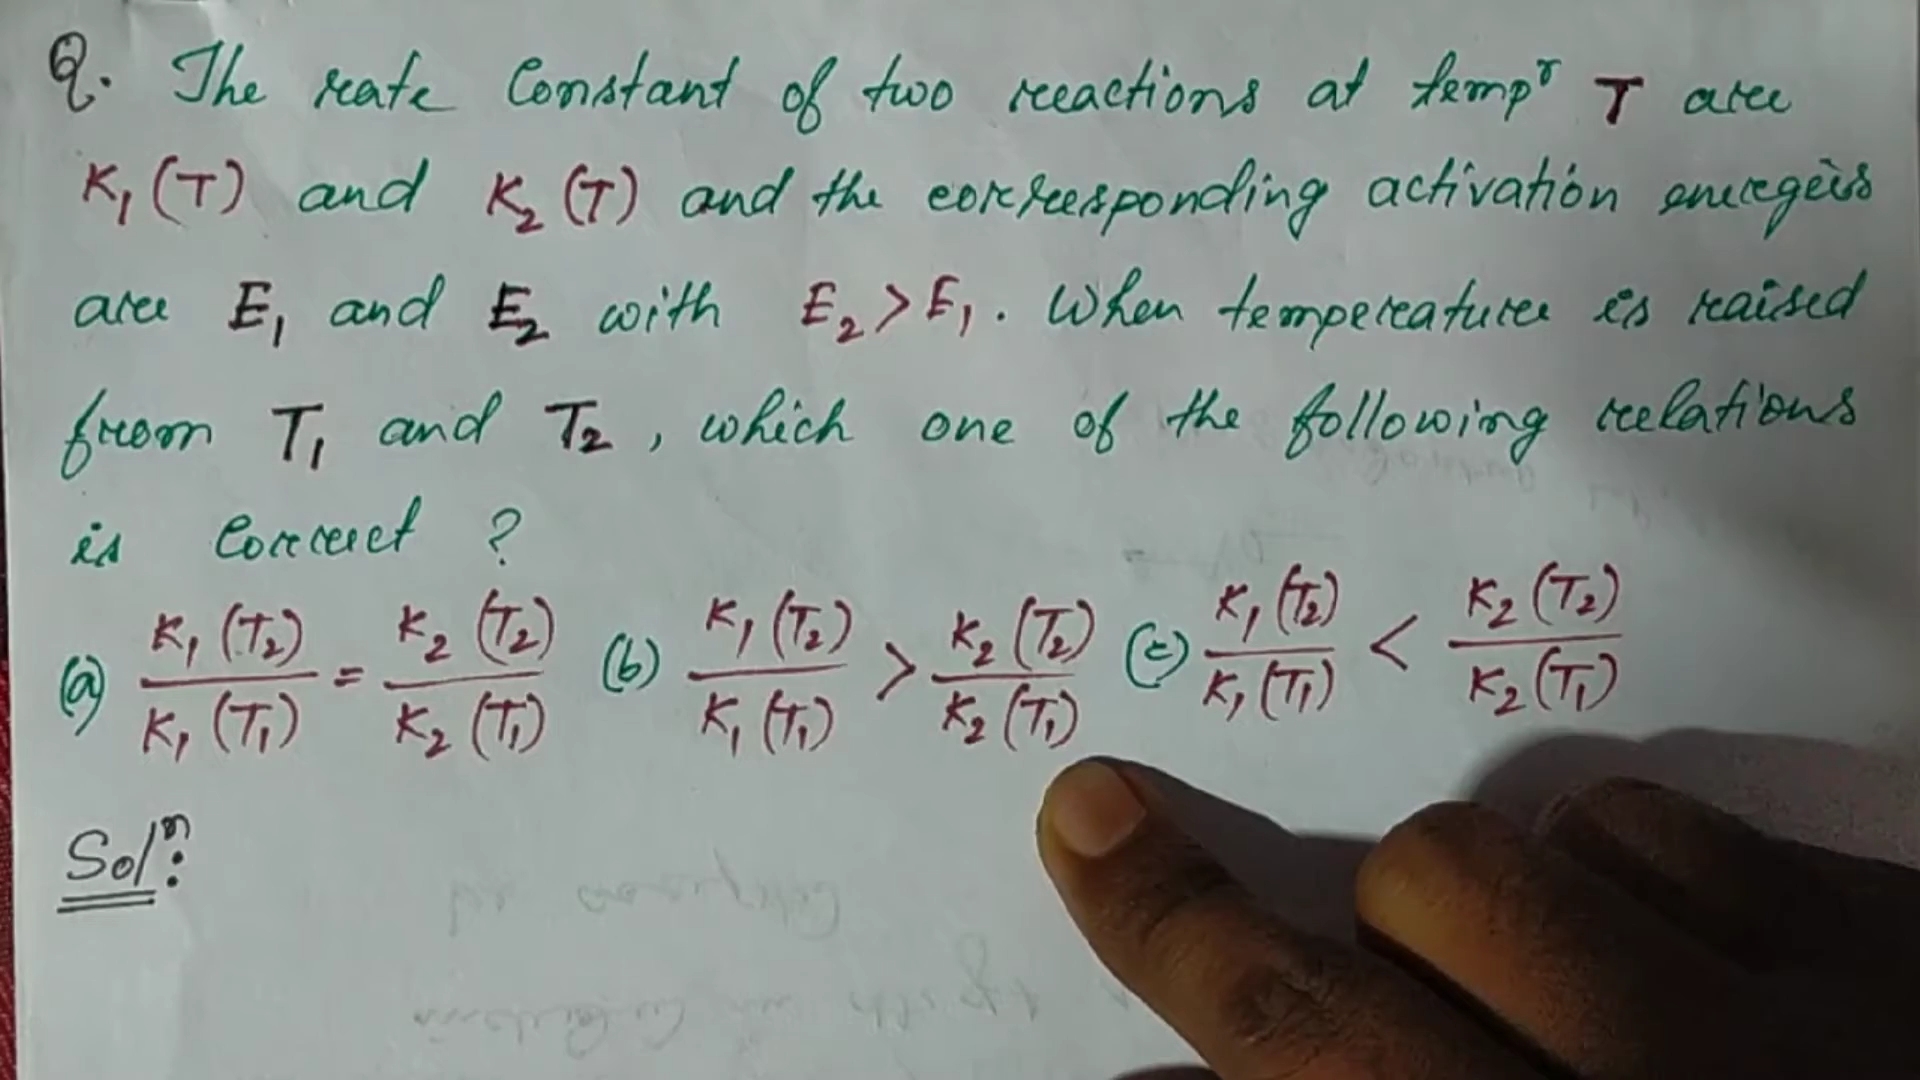 Q. The rate Constant of two reactions at temp^r T are
K₁(T) and K₂(T) and the corresponding activation energeis
are E₁ and E₂ with E₂ > E₁. When temperature is raised
from T₁ and T₂, which one of the following relations
is Correct ?
(a) K₁(T₂)/K₁(T₁) = K₂(T₂)/K₂(T₁) (b) K₁(T₂)/K₁(T₁) > K₂(T₂)/K₂(T₁) (c) K₁(T₂)/K₁(T₁) < K₂(T₂)/K₂(T₁)
Solⁿ: